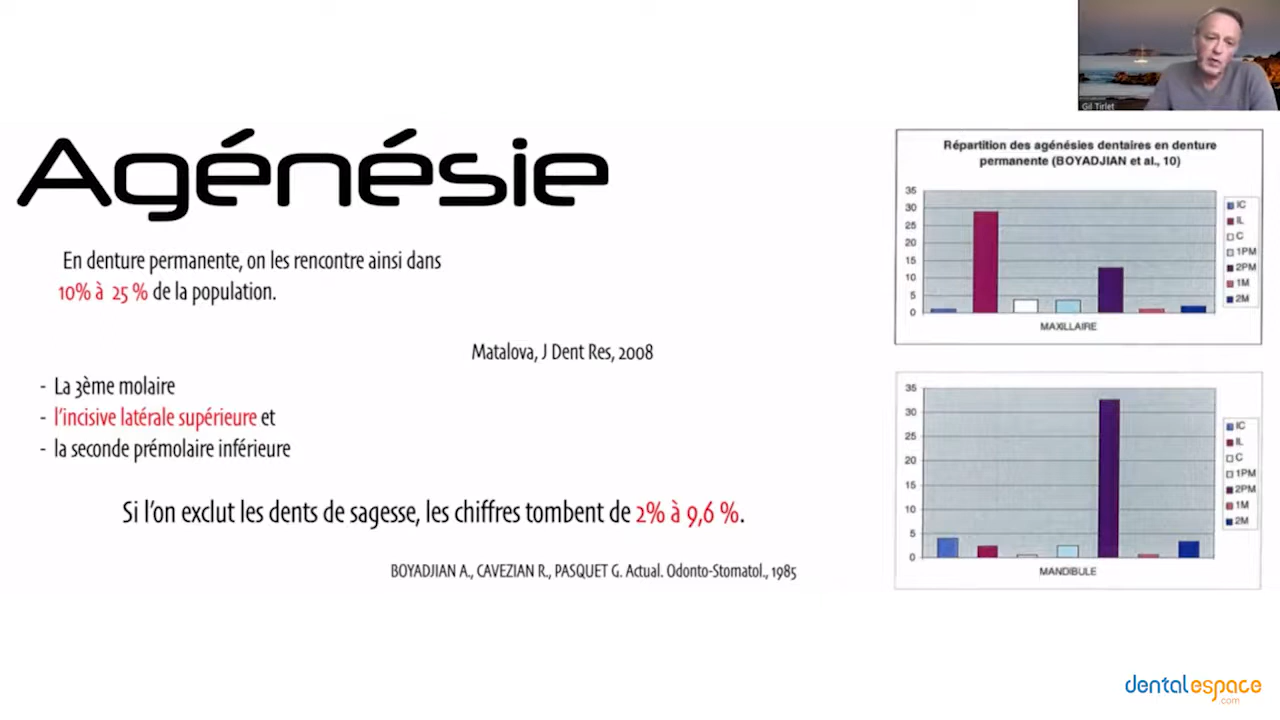 Gil Tirlet
Agénésie
En denture permanente, on les rencontre ainsi dans
10% à 25 % de la population.
Matalova, J Dent Res, 2008
- La 3ème molaire
- l'incisive latérale supérieure et
- la seconde prémolaire inférieure
Si l'on exclut les dents de sagesse, les chiffres tombent de 2% à 9,6 %.
BOYADJIAN A., CAVEZIAN R., PASQUET G. Actual. Odonto-Stomatol., 1985
Répartition des agénésies dentaires en denture
permanente (BOYADJIAN et al., 10)
35
30
25
20
15
10
5
0
MAXILLAIRE
IC
IL
C
1PM
2PM
1M
2M
35
30
25
20
15
10
5
0
MANDIBULE
IC
IL
C
1PM
2PM
1M
2M
dentalespace
.com